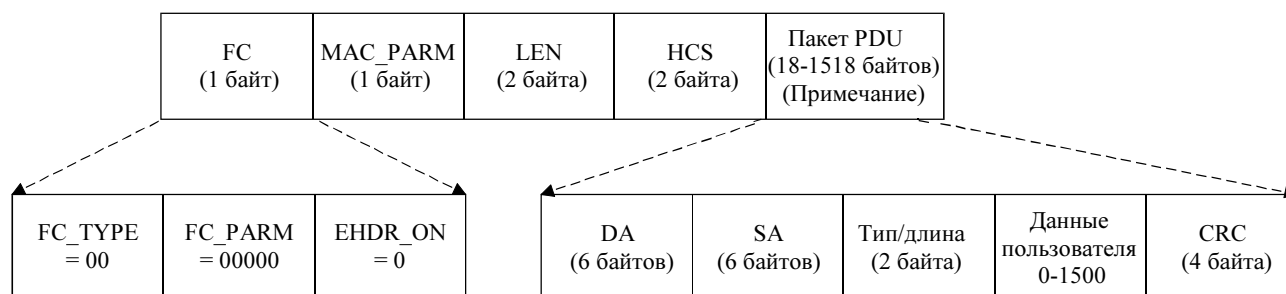 FC
(1 байт)
MAC_PARM
(1 байт)
LEN
(2 байта)
HCS
(2 байта)
Пакет PDU
(18-1518 байтов)
(Примечание)
FC_TYPE
= 00
FC_PARM
= 00000
EHDR_ON
= 0
DA
(6 байтов)
SA
(6 байтов)
Тип/длина
(2 байта)
Данные
пользователя
0-1500
CRC
(4 байта)